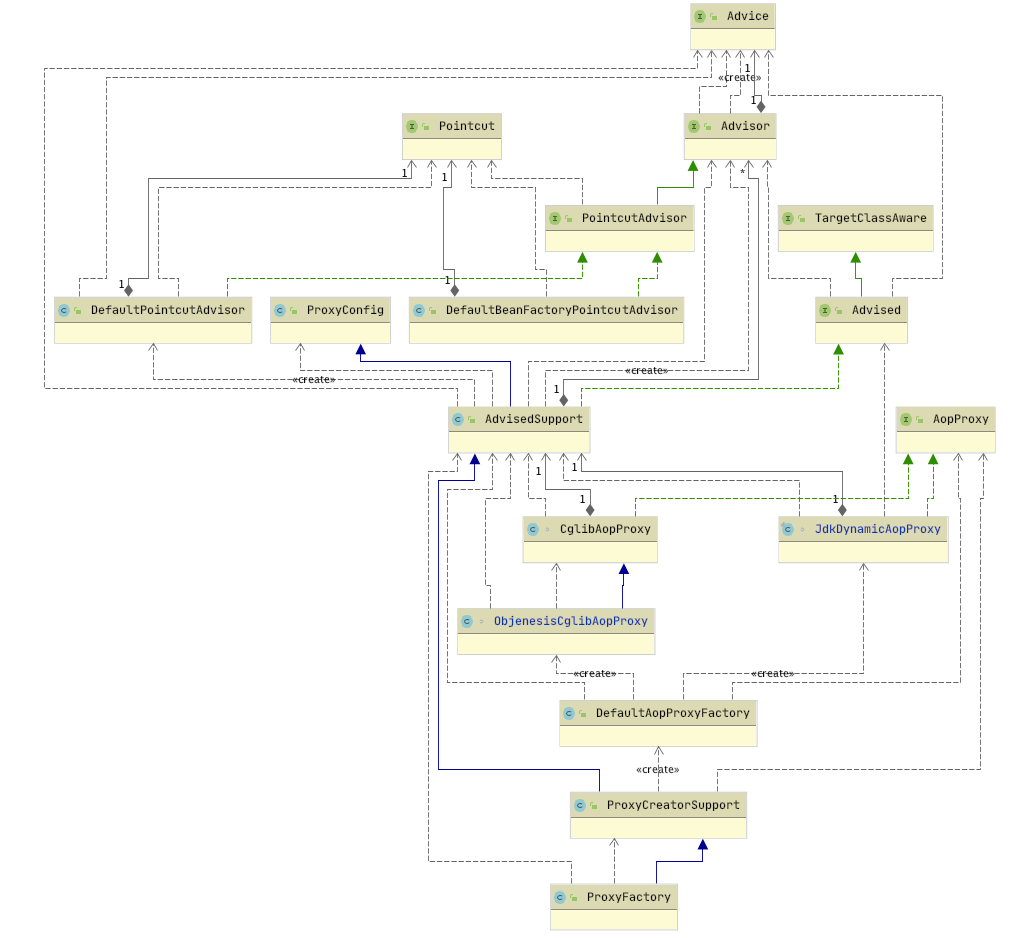 Advice
1
«create»
1
Pointcut
Advisor
1
1
*
PointcutAdvisor
TargetClassAware
1
1
DefaultPointcutAdvisor
ProxyConfig
DefaultBeanFactoryPointcutAdvisor
Advised
«create»
«create»
1
AdvisedSupport
AopProxy
1
1
1
1
CglibAopProxy
JdkDynamicAopProxy
ObjenesisCglibAopProxy
«create»
«create»
DefaultAopProxyFactory
«create»
ProxyCreatorSupport
ProxyFactory